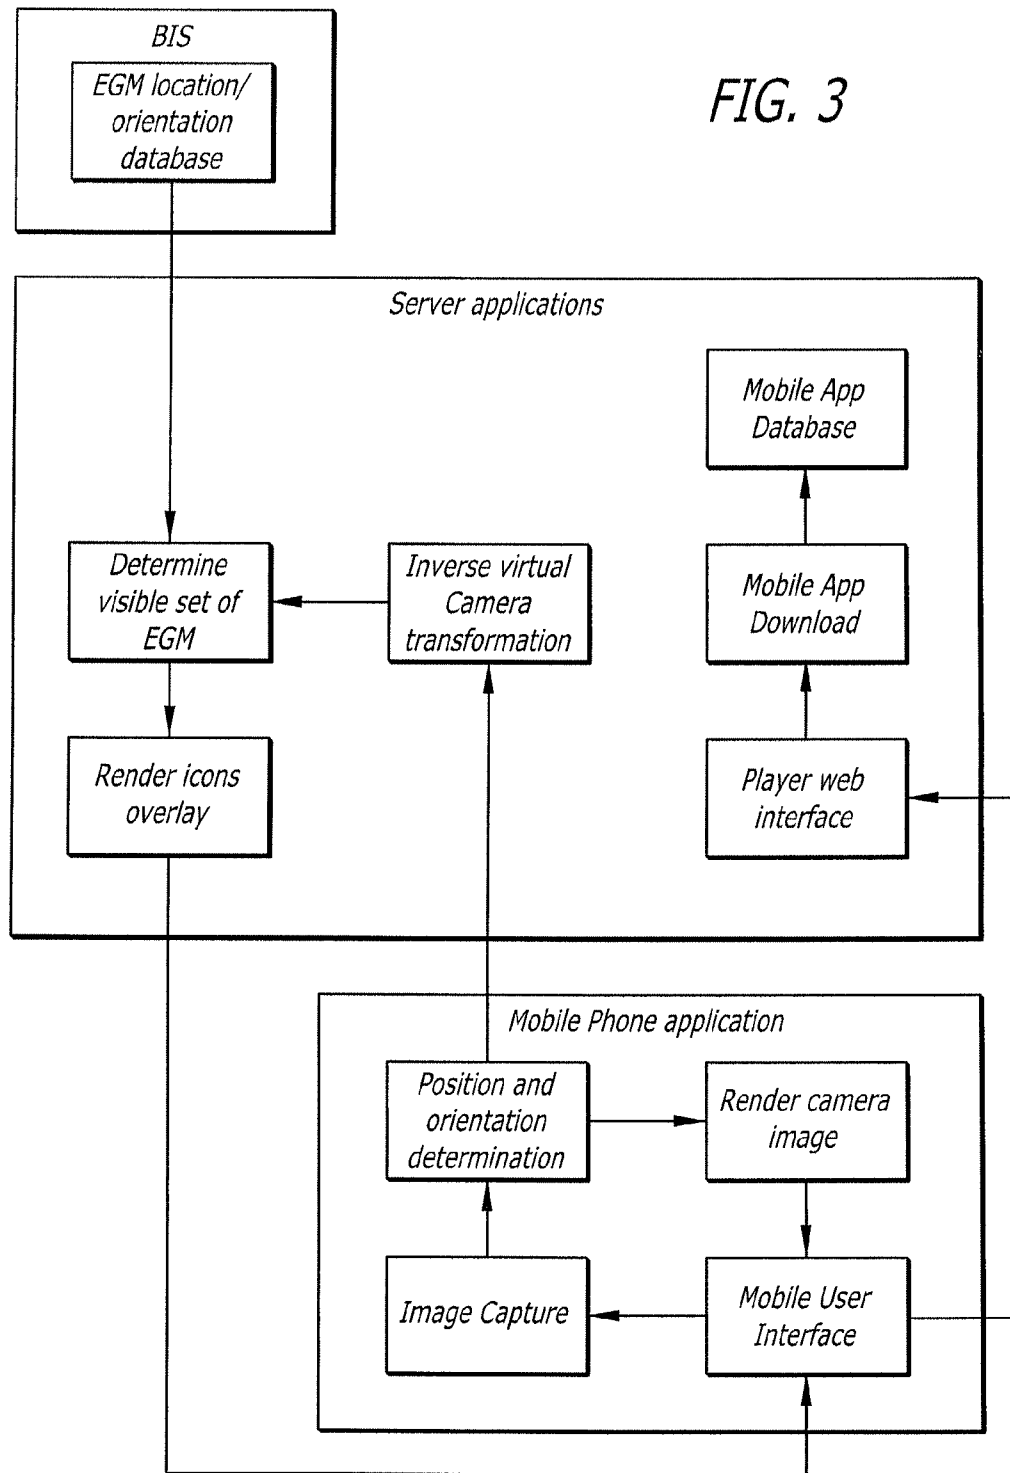 BIS
EGM location/
orientation
database
FIG. 3
Server applications
Mobile App
Database
Determine
visible set of
EGM
Inverse virtual
Camera
transformation
Mobile App
Download
Render icons
overlay
Player web
interface
Mobile Phone application
Position and
orientation
determination
Render camera
image
Image Capture
Mobile User
Interface